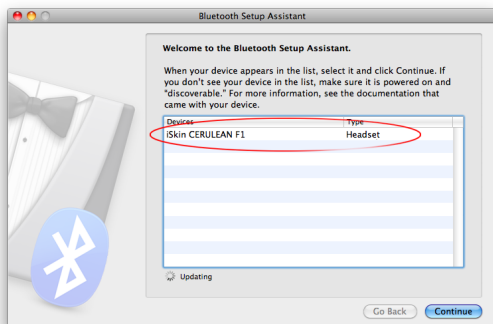 Bluetooth Setup Assistant
Welcome to the Bluetooth Setup Assistant.
When your device appears in the list, select it and click Continue. If
you don't see your device in the list, make sure it is powered on and
"discoverable." For more information, see the documentation that
came with your device.
Devices Type
iSkin CERULEAN F1 Headset
Updating
Go Back Continue